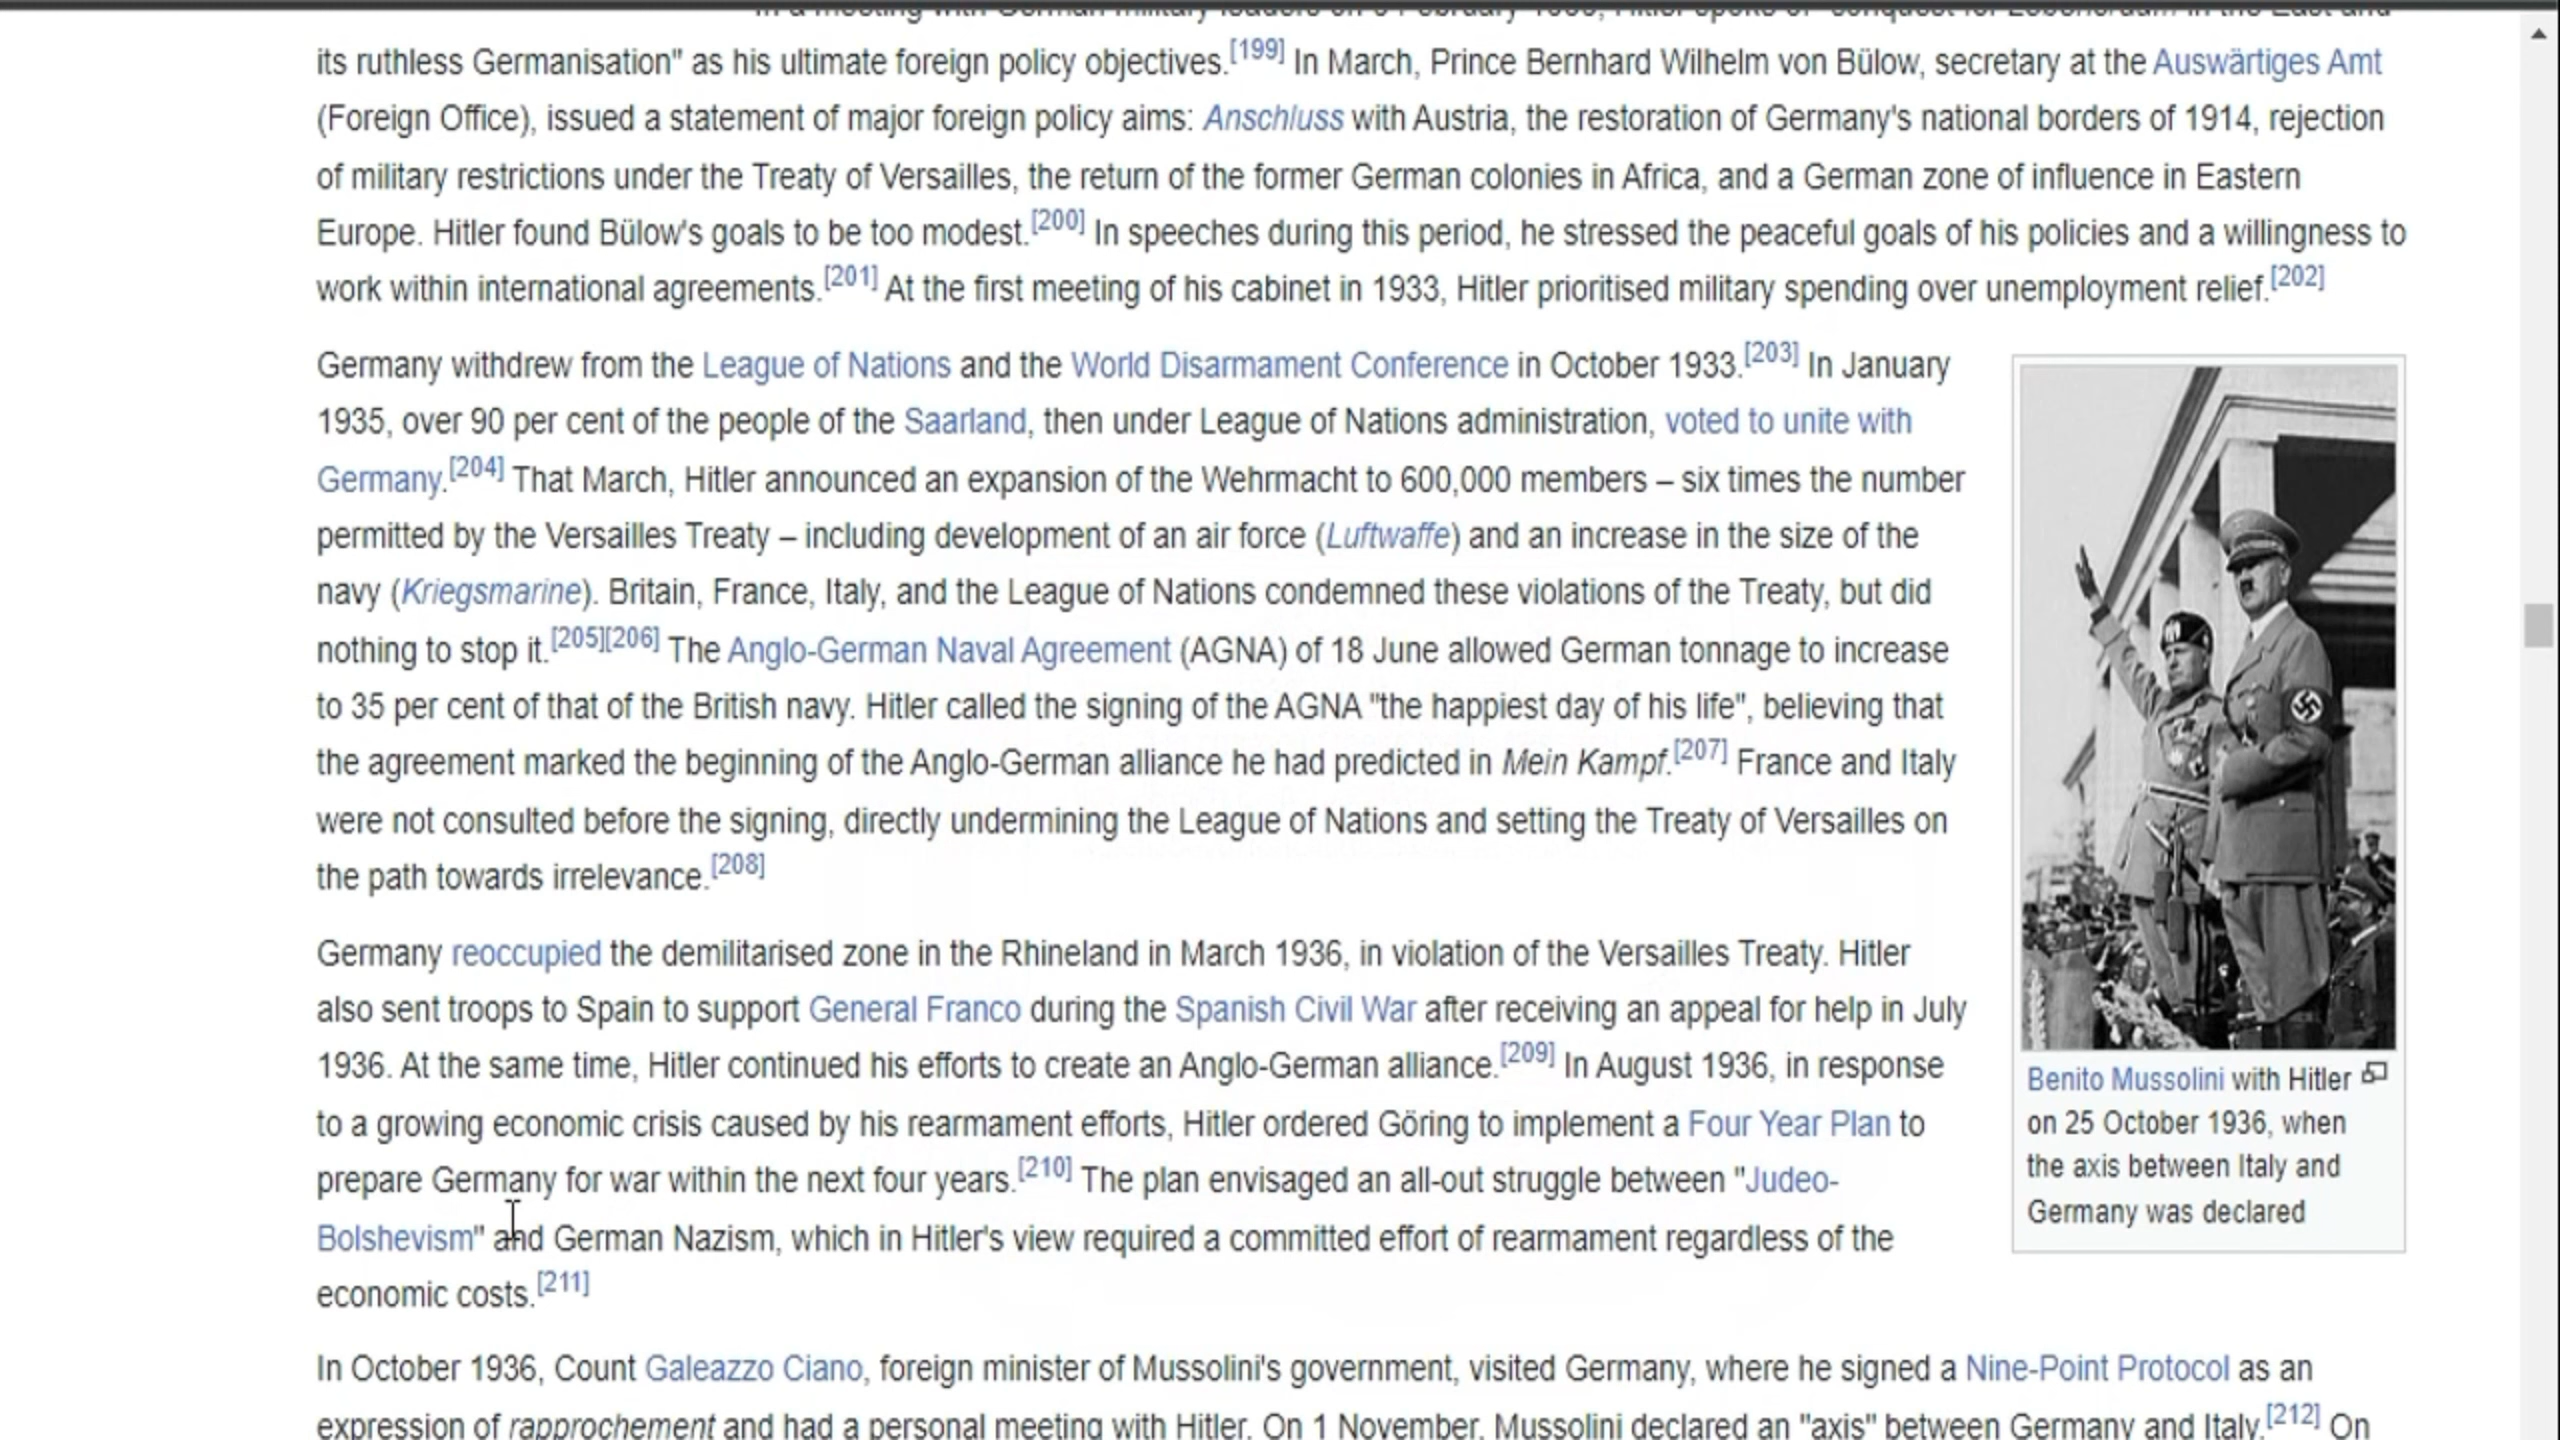 its ruthless Germanisation" as his ultimate foreign policy objectives.[199] In March, Prince Bernhard Wilhelm von Bülow, secretary at the Auswärtiges Amt
(Foreign Office), issued a statement of major foreign policy aims: Anschluss with Austria, the restoration of Germany's national borders of 1914, rejection
of military restrictions under the Treaty of Versailles, the return of the former German colonies in Africa, and a German zone of influence in Eastern
Europe. Hitler found Bülow's goals to be too modest.[200] In speeches during this period, he stressed the peaceful goals of his policies and a willingness to
work within international agreements.[201] At the first meeting of his cabinet in 1933, Hitler prioritised military spending over unemployment relief.[202]
Germany withdrew from the League of Nations and the World Disarmament Conference in October 1933.[203] In January
1935, over 90 per cent of the people of the Saarland, then under League of Nations administration, voted to unite with
Germany.[204] That March, Hitler announced an expansion of the Wehrmacht to 600,000 members – six times the number
permitted by the Versailles Treaty – including development of an air force (Luftwaffe) and an increase in the size of the
navy (Kriegsmarine). Britain, France, Italy, and the League of Nations condemned these violations of the Treaty, but did
nothing to stop it.[205][206] The Anglo-German Naval Agreement (AGNA) of 18 June allowed German tonnage to increase
to 35 per cent of that of the British navy. Hitler called the signing of the AGNA "the happiest day of his life", believing that
the agreement marked the beginning of the Anglo-German alliance he had predicted in Mein Kampf.[207] France and Italy
were not consulted before the signing, directly undermining the League of Nations and setting the Treaty of Versailles on
the path towards irrelevance.[208]
Germany reoccupied the demilitarised zone in the Rhineland in March 1936, in violation of the Versailles Treaty. Hitler
also sent troops to Spain to support General Franco during the Spanish Civil War after receiving an appeal for help in July
1936. At the same time, Hitler continued his efforts to create an Anglo-German alliance.[209] In August 1936, in response
to a growing economic crisis caused by his rearmament efforts, Hitler ordered Göring to implement a Four Year Plan to
prepare Germany for war within the next four years.[210] The plan envisaged an all-out struggle between "Judeo-
Bolshevism" and German Nazism, which in Hitler's view required a committed effort of rearmament regardless of the
economic costs.[211]
Benito Mussolini with Hitler
on 25 October 1936, when
the axis between Italy and
Germany was declared
In October 1936, Count Galeazzo Ciano, foreign minister of Mussolini's government, visited Germany, where he signed a Nine-Point Protocol as an
expression of rapprochement and had a personal meeting with Hitler. On 1 November, Mussolini declared an "axis" between Germany and Italy.[212] On